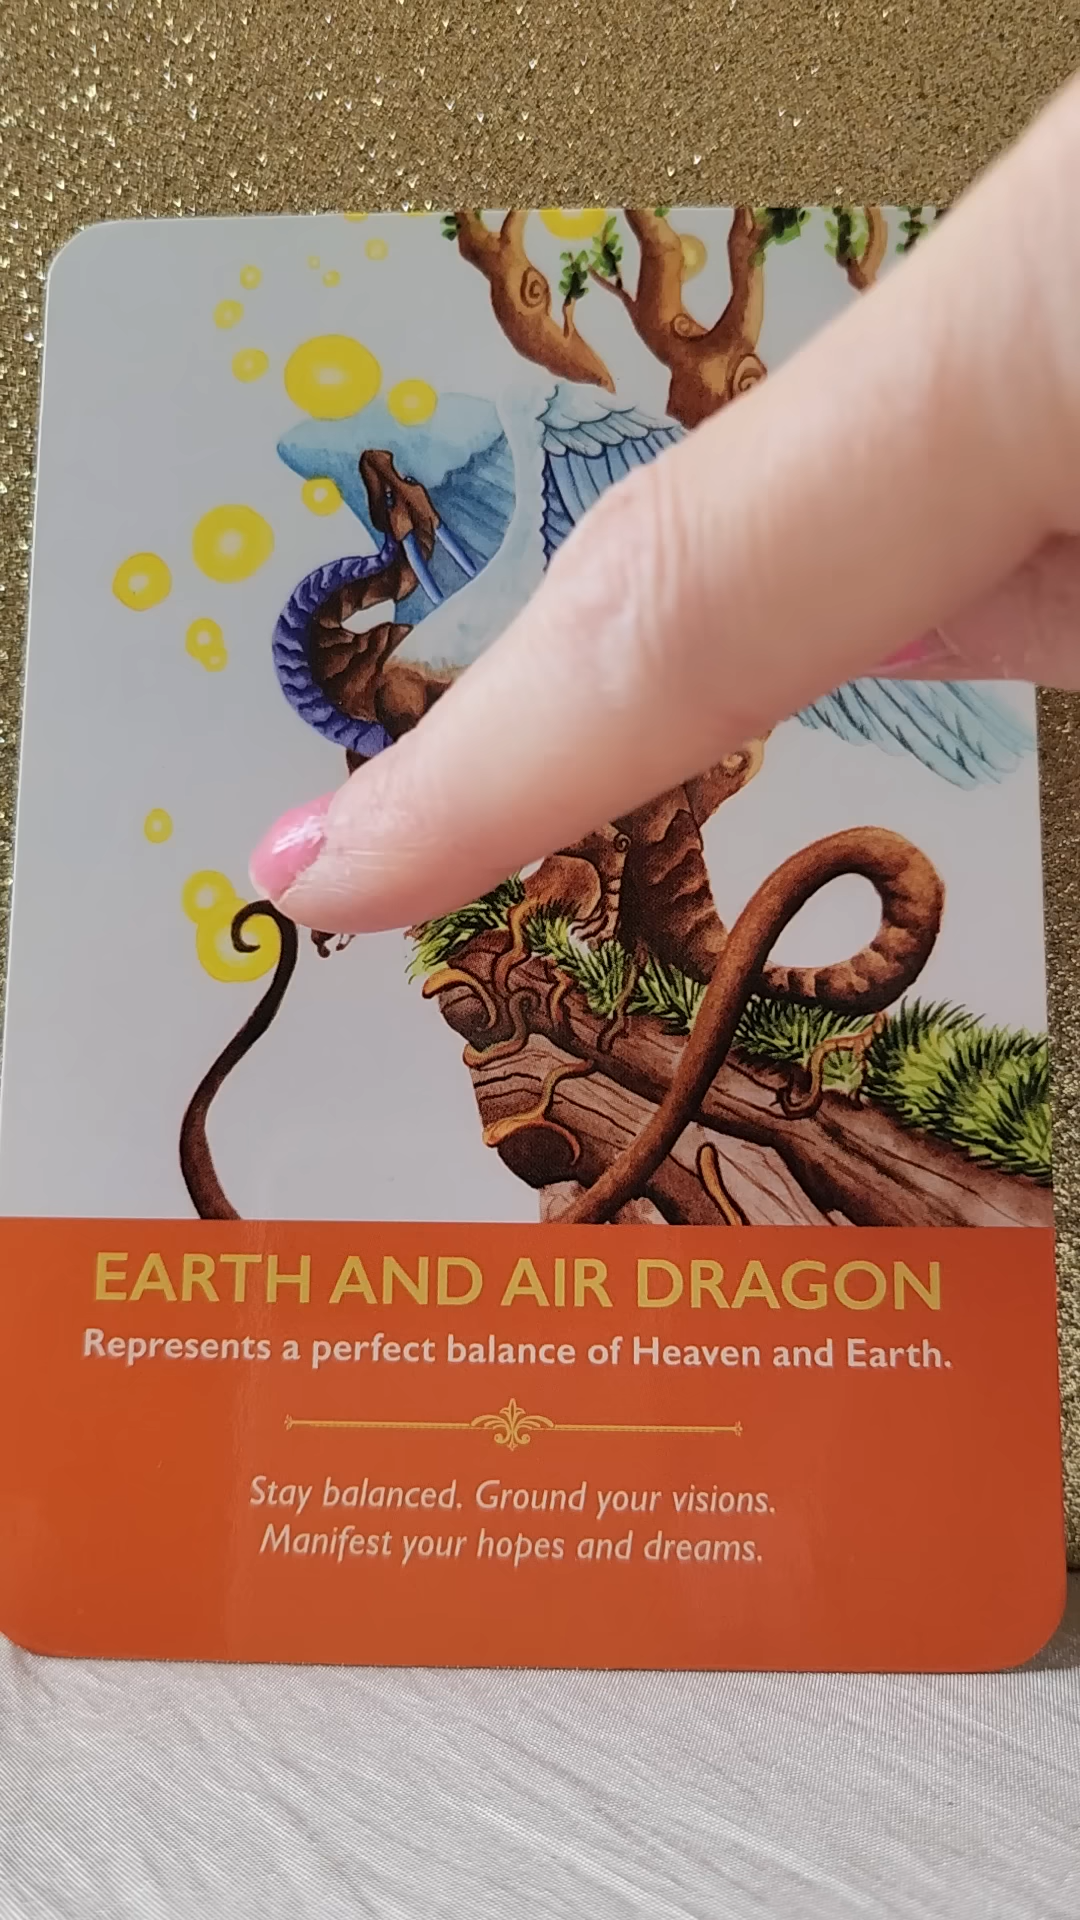 EARTH AND AIR DRAGON
Represents a perfect balance of Heaven and Earth.
Stay balanced. Ground your visions.
Manifest your hopes and dreams.